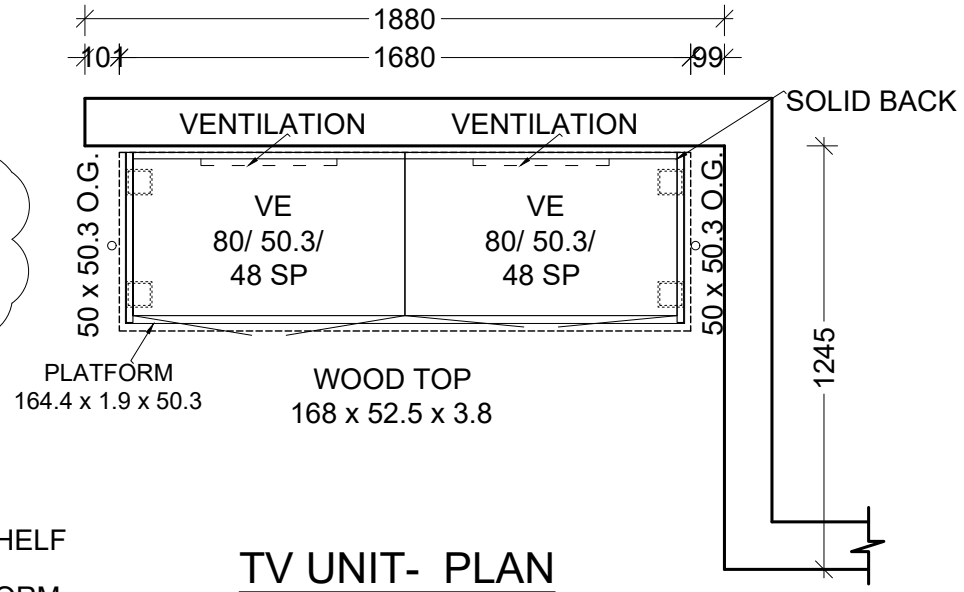 1880
101
1680
99
SOLID BACK
VENTILATION
VENTILATION
50 x 50.3 O.G.
VE
80/ 50.3/
48 SP
VE
80/ 50.3/
48 SP
50 x 50.3 O.G.
1245
PLATFORM
164.4 x 1.9 x 50.3
WOOD TOP
168 x 52.5 x 3.8
HELF
TV UNIT- PLAN
ORM